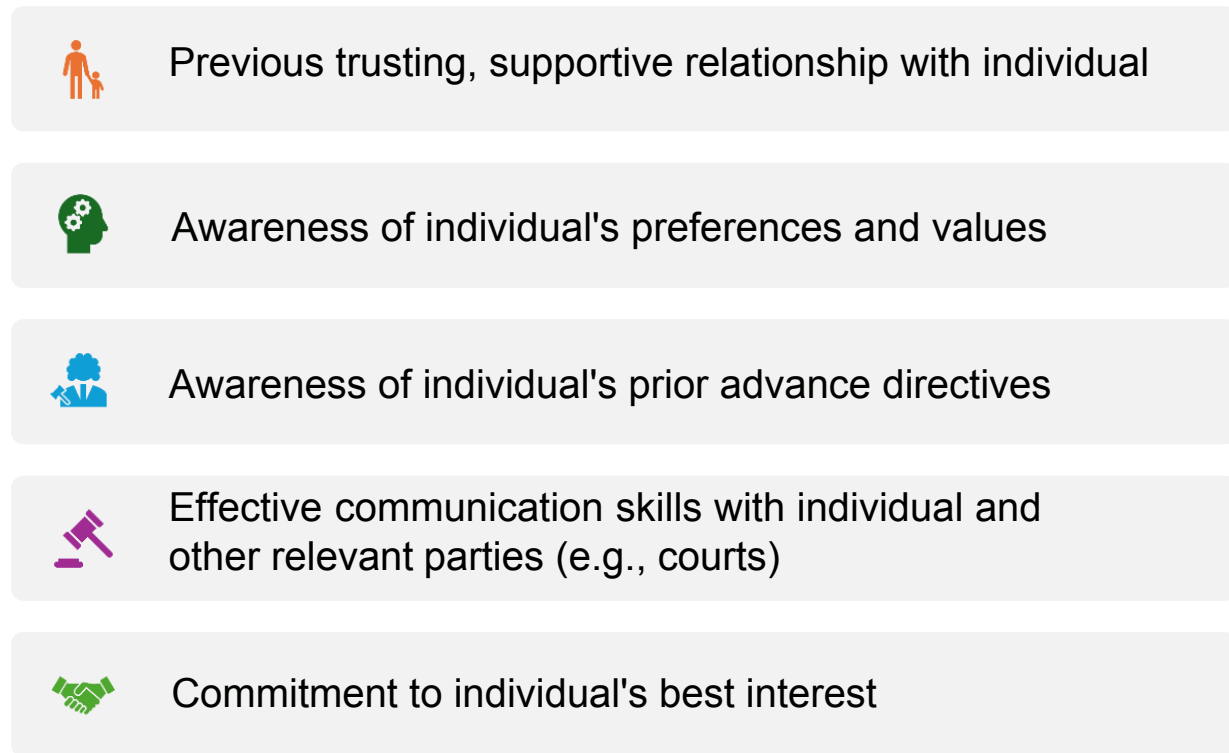 Previous trusting, supportive relationship with individual
Awareness of individual's preferences and values
Awareness of individual's prior advance directives
Effective communication skills with individual and
other relevant parties (e.g., courts)
Commitment to individual's best interest